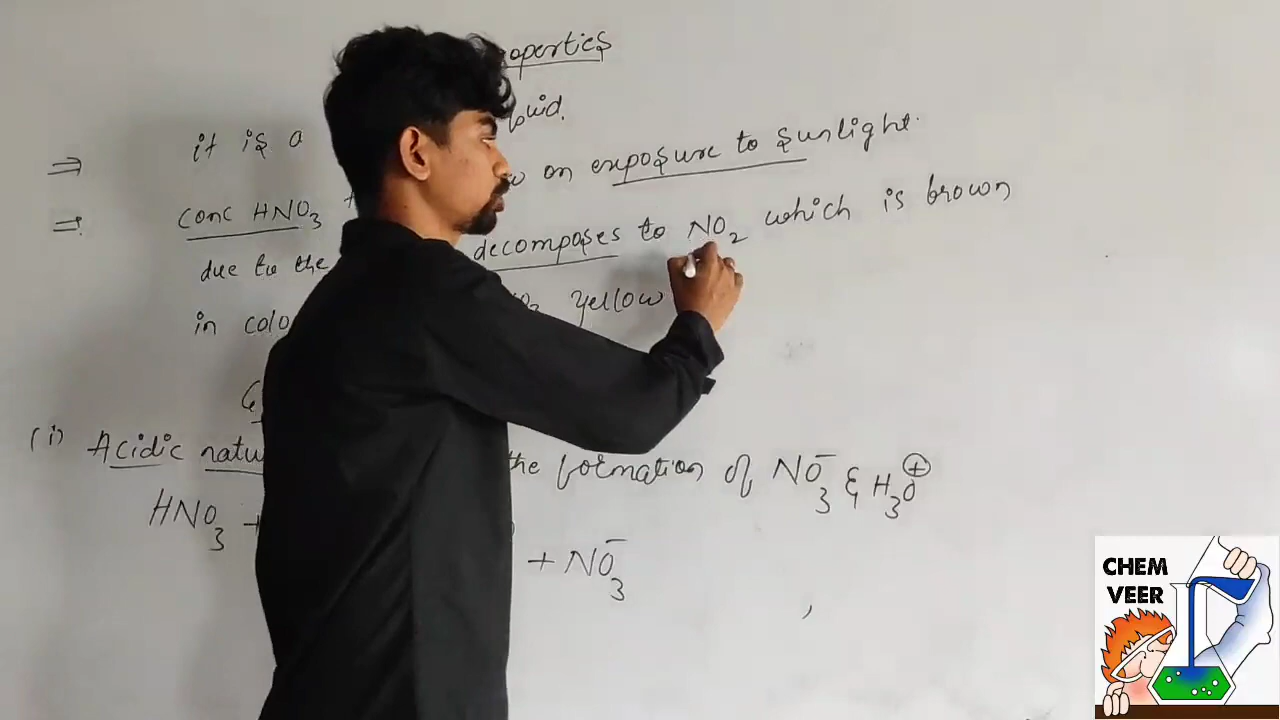 operties
⇒ it is a quid.
⇒ conc HNO3 w on exposure to sunlight.
due to the decomposes to NO2 which is brown
in colo yellow
(i) Acidic natu the formation of NO3⁻ & H3O⊕
HNO3 + + NO3⁻
CHEM
VEER